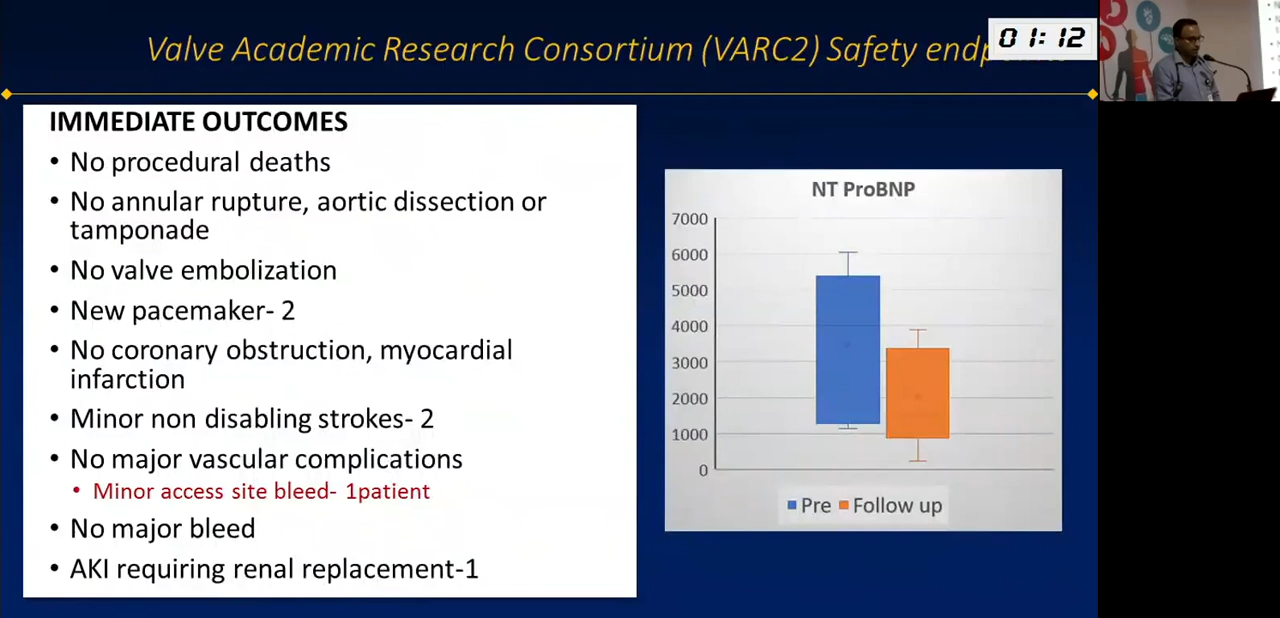 Valve Academic Research Consortium (VARC2) Safety
01:12
IMMEDIATE OUTCOMES
• No procedural deaths
• No annular rupture, aortic dissection or
tamponade
• No valve embolization
• New pacemaker- 2
• No coronary obstruction, myocardial
infarction
• Minor non disabling strokes- 2
• No major vascular complications
• Minor access site bleed- 1patient
• No major bleed
• AKI requiring renal replacement-1
NT ProBNP
7000
6000
5000
4000
3000
2000
1000
0
Pre Follow up